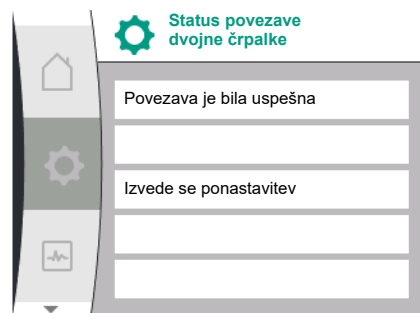 Status povezave
dvojne črpalke
Povezava je bila uspešna
Izvede se ponastavitev